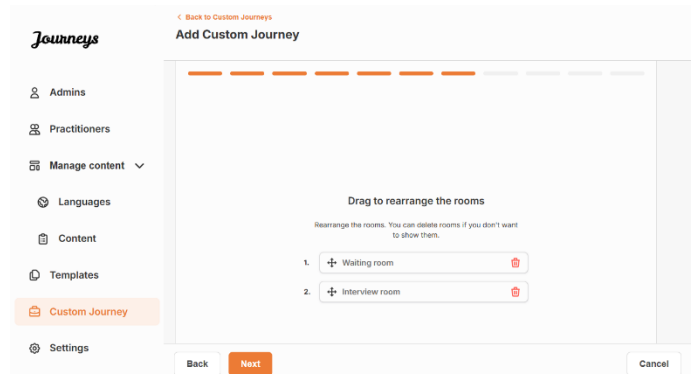 Journeys
Admins
Practitioners
Manage content
Languages
Content
Templates
Custom Journey
Settings
Back to Custom Journeys
Add Custom Journey
Drag to rearrange the rooms
Rearrange the rooms. You can delete rooms if you don't want
to show them.
1. Waiting room
2. Interview room
Back Next Cancel